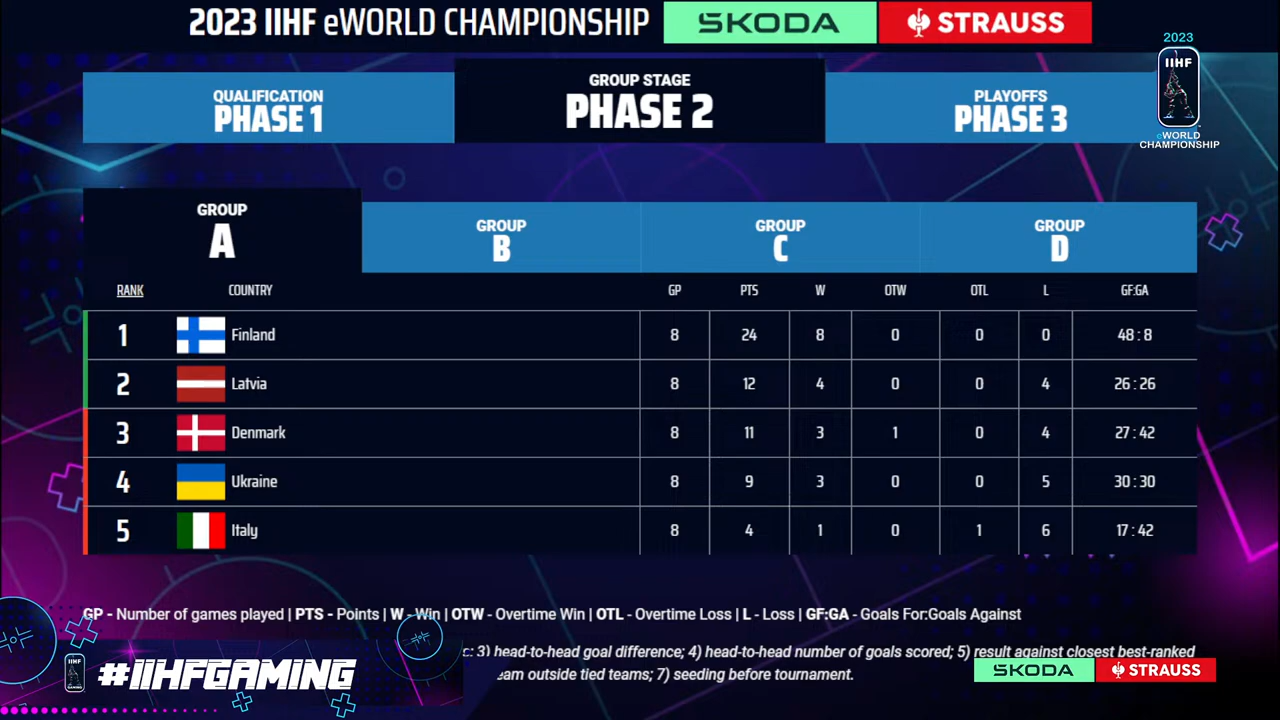 2023 IIHF eWORLD CHAMPIONSHIP ŠKODA STRAUSS
2023
IIHF
eWORLD
CHAMPIONSHIP
QUALIFICATION
PHASE 1
GROUP STAGE
PHASE 2
PLAYOFFS
PHASE 3
GROUP
A
GROUP
B
GROUP
C
GROUP
D
RANK COUNTRY GP PTS W OTW OTL L GF:GA
1 Finland 8 24 8 0 0 0 48 : 8
2 Latvia 8 12 4 0 0 4 26 : 26
3 Denmark 8 11 3 1 0 4 27 : 42
4 Ukraine 8 9 3 0 0 5 30 : 30
5 Italy 8 4 1 0 1 6 17 : 42
GP - Number of games played | PTS - Points | W - Win | OTW - Overtime Win | OTL - Overtime Loss | L - Loss | GF:GA - Goals For:Goals Against
3) head-to-head goal difference; 4) head-to-head number of goals scored; 5) result against closest best-ranked
outside tied teams; 7) seeding before tournament.
IIHF
#IIHFGAMING
ŠKODA STRAUSS